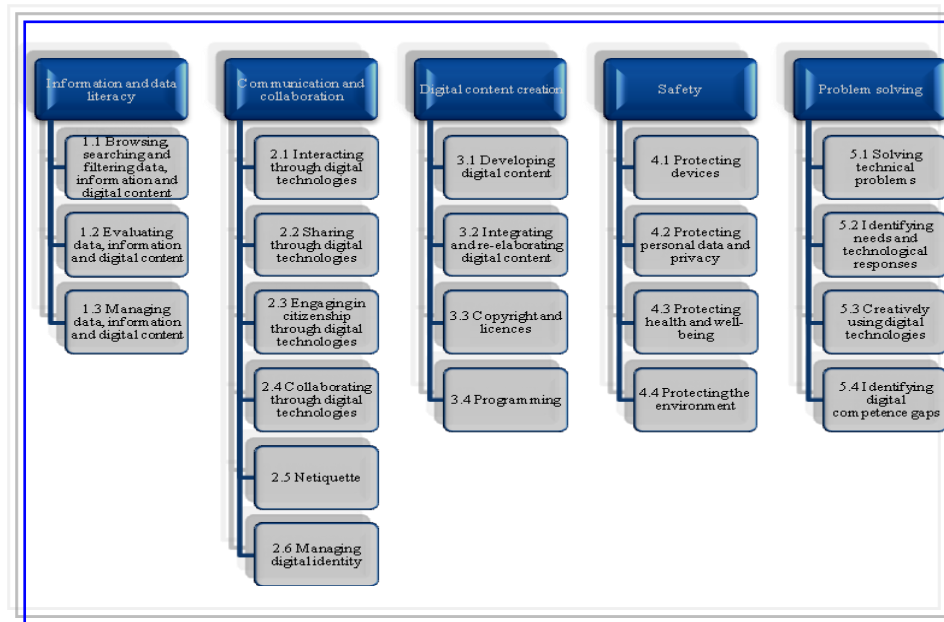 Information and data
literacy
1.1 Browsing,
searching and
filtering data,
information and
digital content
1.2 Evaluating
data, information
and digital content
1.3 Managing
data, information
and digital content
Communication and
collaboration
2.1 Interacting
through digital
technologies
2.2 Sharing
through digital
technologies
2.3 Engaging in
citizenship
through digital
technologies
2.4 Collaborating
through digital
technologies
2.5 Netiquette
2.6 Managing
digital identity
Digital content creation
3.1 Developing
digital content
3.2 Integrating
and re-elaborating
digital content
3.3 Copyright and
licences
3.4 Programming
Safety
4.1 Protecting
devices
4.2 Protecting
personal data and
privacy
4.3 Protecting
health and well-
being
4.4 Protecting the
environment
Problem solving
5.1 Solving
technical
problems
5.2 Identifying
needs and
technological
responses
5.3 Creatively
using digital
technologies
5.4 Identifying
digital
competence gaps